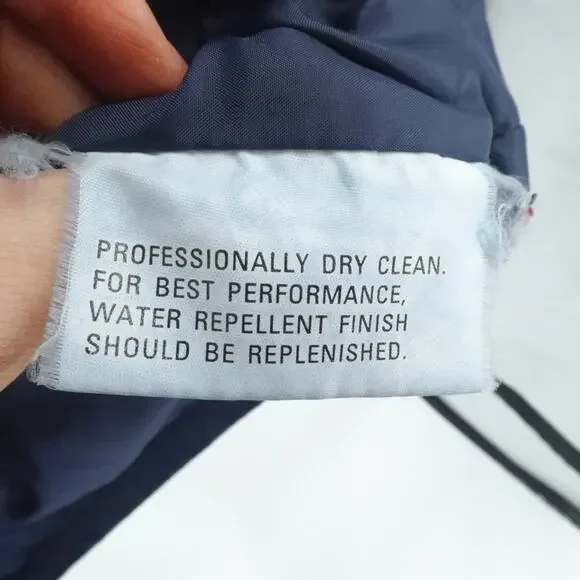 PROFESSIONALLY DRY CLEAN.
FOR BEST PERFORMANCE,
WATER REPELLENT FINISH
SHOULD BE REPLENISHED.